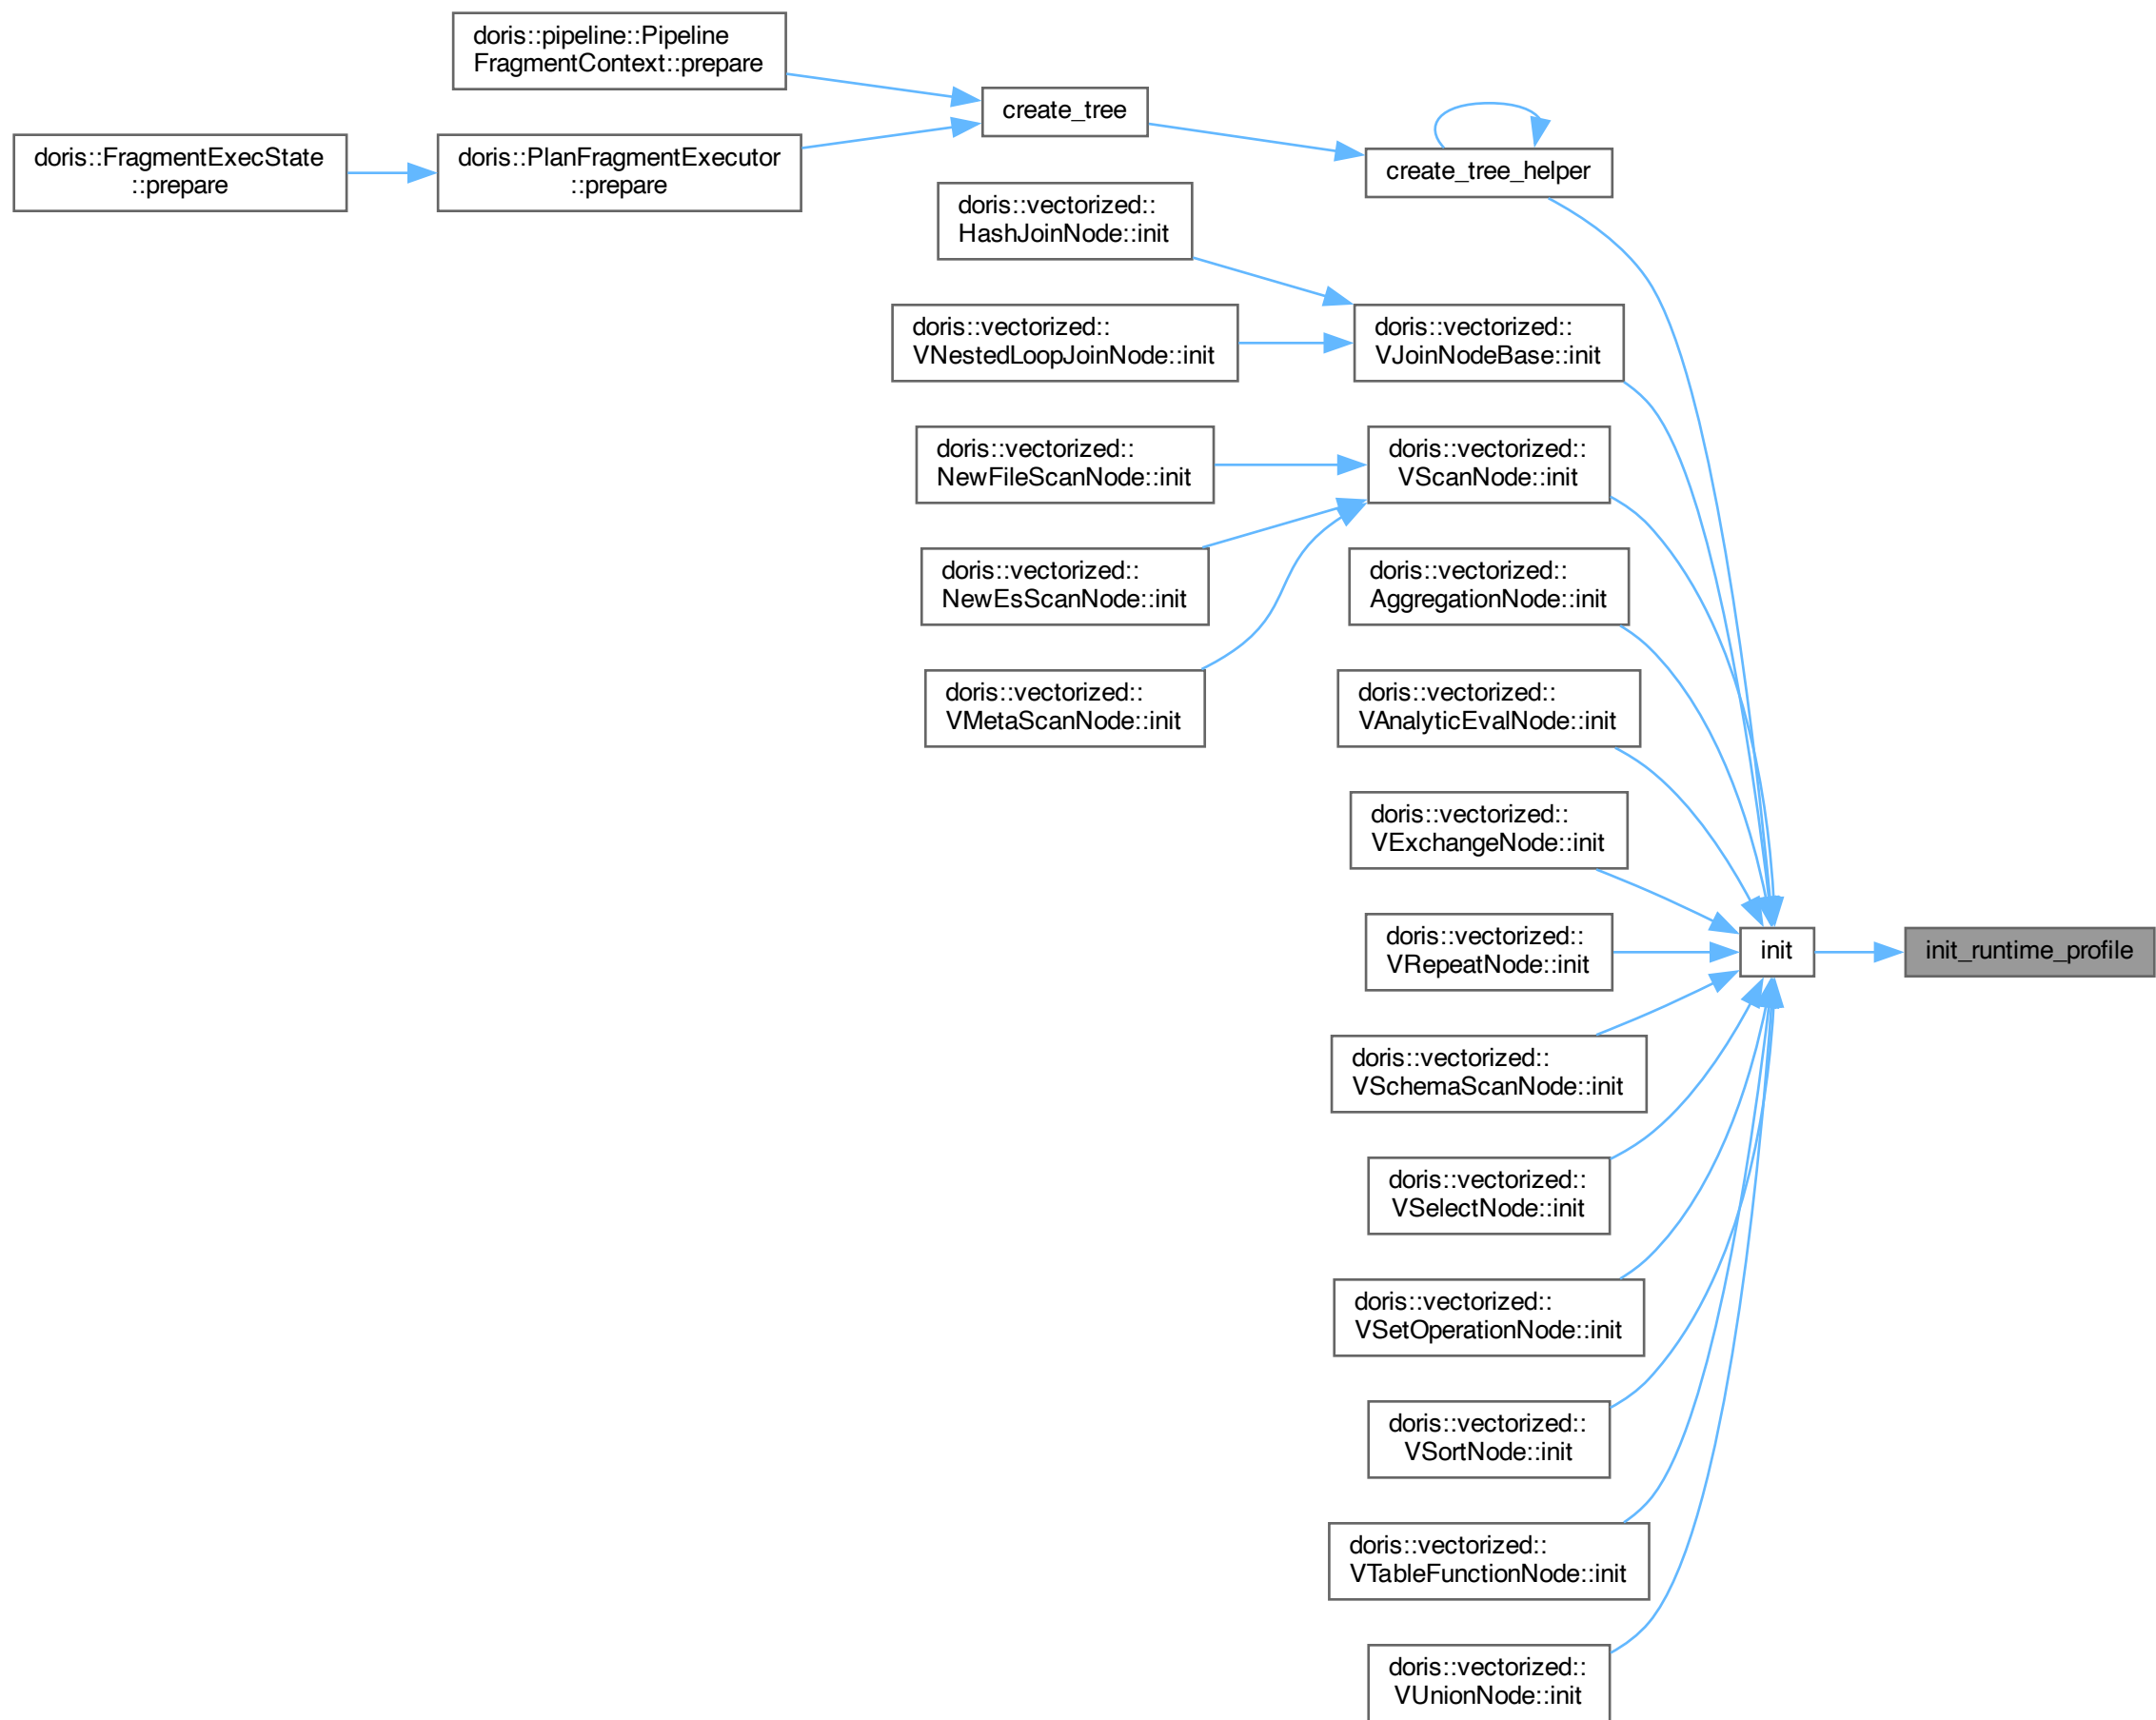 doris::pipeline::Pipeline
FragmentContext::prepare
create_tree
doris::FragmentExecState
::prepare
doris::PlanFragmentExecutor
::prepare
create_tree_helper
doris::vectorized::
HashJoinNode::init
doris::vectorized::
VNestedLoopJoinNode::init
doris::vectorized::
VJoinNodeBase::init
doris::vectorized::
NewFileScanNode::init
doris::vectorized::
VScanNode::init
doris::vectorized::
NewEsScanNode::init
doris::vectorized::
AggregationNode::init
doris::vectorized::
VMetaScanNode::init
doris::vectorized::
VAnalyticEvalNode::init
doris::vectorized::
VExchangeNode::init
doris::vectorized::
VRepeatNode::init
init
init_runtime_profile
doris::vectorized::
VSchemaScanNode::init
doris::vectorized::
VSelectNode::init
doris::vectorized::
VSetOperationNode::init
doris::vectorized::
VSortNode::init
doris::vectorized::
VTableFunctionNode::init
doris::vectorized::
VUnionNode::init